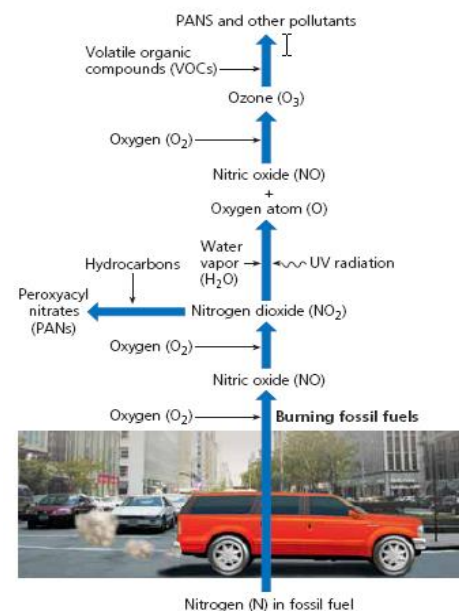 PANS and other pollutants
Volatile organic
compounds (VOCs)
Ozone (O₃)
Oxygen (O₂)
Nitric oxide (NO)
+
Oxygen atom (O)
Water
vapor
(H₂O)
UV radiation
Hydrocarbons
Peroxyacyl
nitrates
(PANs)
Nitrogen dioxide (NO₂)
Oxygen (O₂)
Nitric oxide (NO)
Oxygen (O₂)
Burning fossil fuels
Nitrogen (N) in fossil fuel